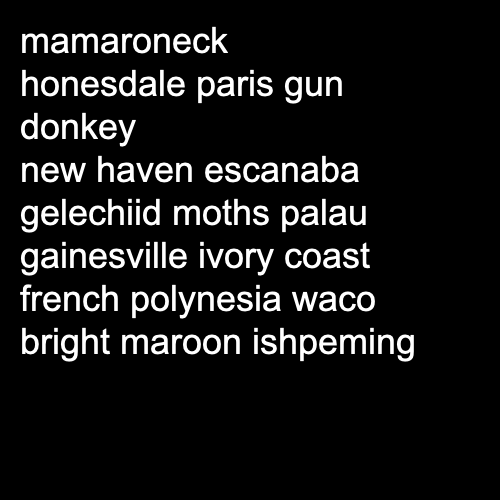 mamaroneck
honesdale paris gun
donkey
new haven escanaba
gelechiid moths palau
gainesville ivory coast
french polynesia waco
bright maroon ishpeming